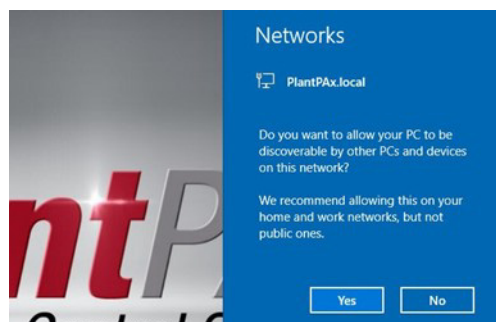 Networks
PlantPAx.local
Do you want to allow your PC to be
discoverable by other PCs and devices
on this network?
We recommend allowing this on your
home and work networks, but not
public ones.
Yes
No
ntP